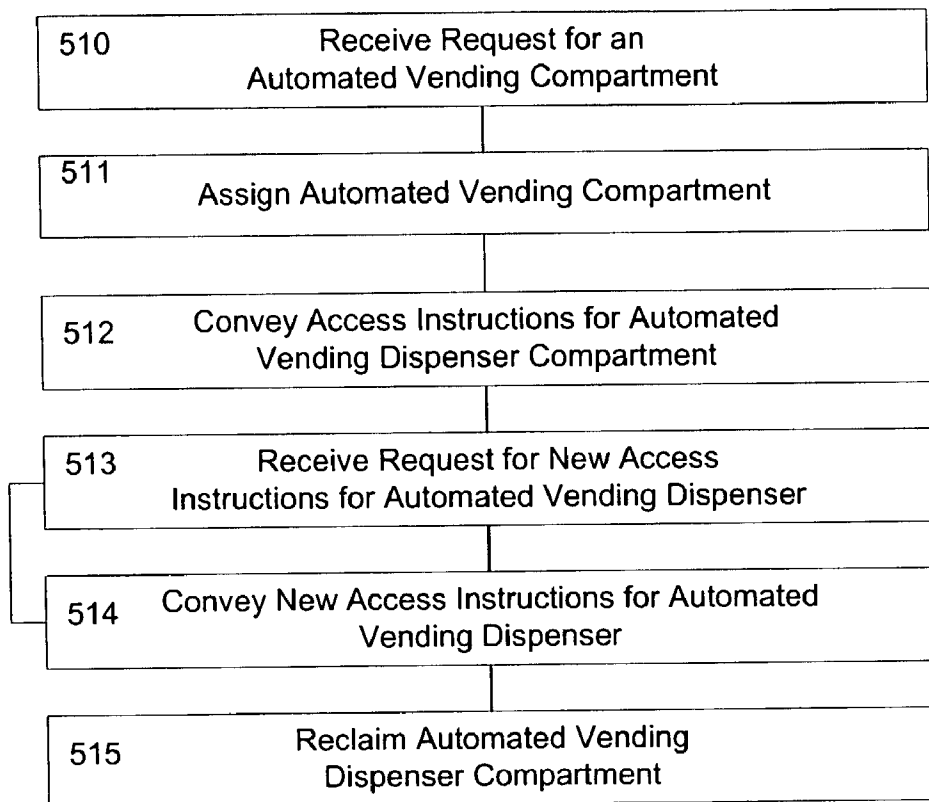 510 Receive Request for an
Automated Vending Compartment
511
Assign Automated Vending Compartment
512 Convey Access Instructions for Automated
Vending Dispenser Compartment
513 Receive Request for New Access
Instructions for Automated Vending Dispenser
514 Convey New Access Instructions for Automated
Vending Dispenser
515 Reclaim Automated Vending
Dispenser Compartment